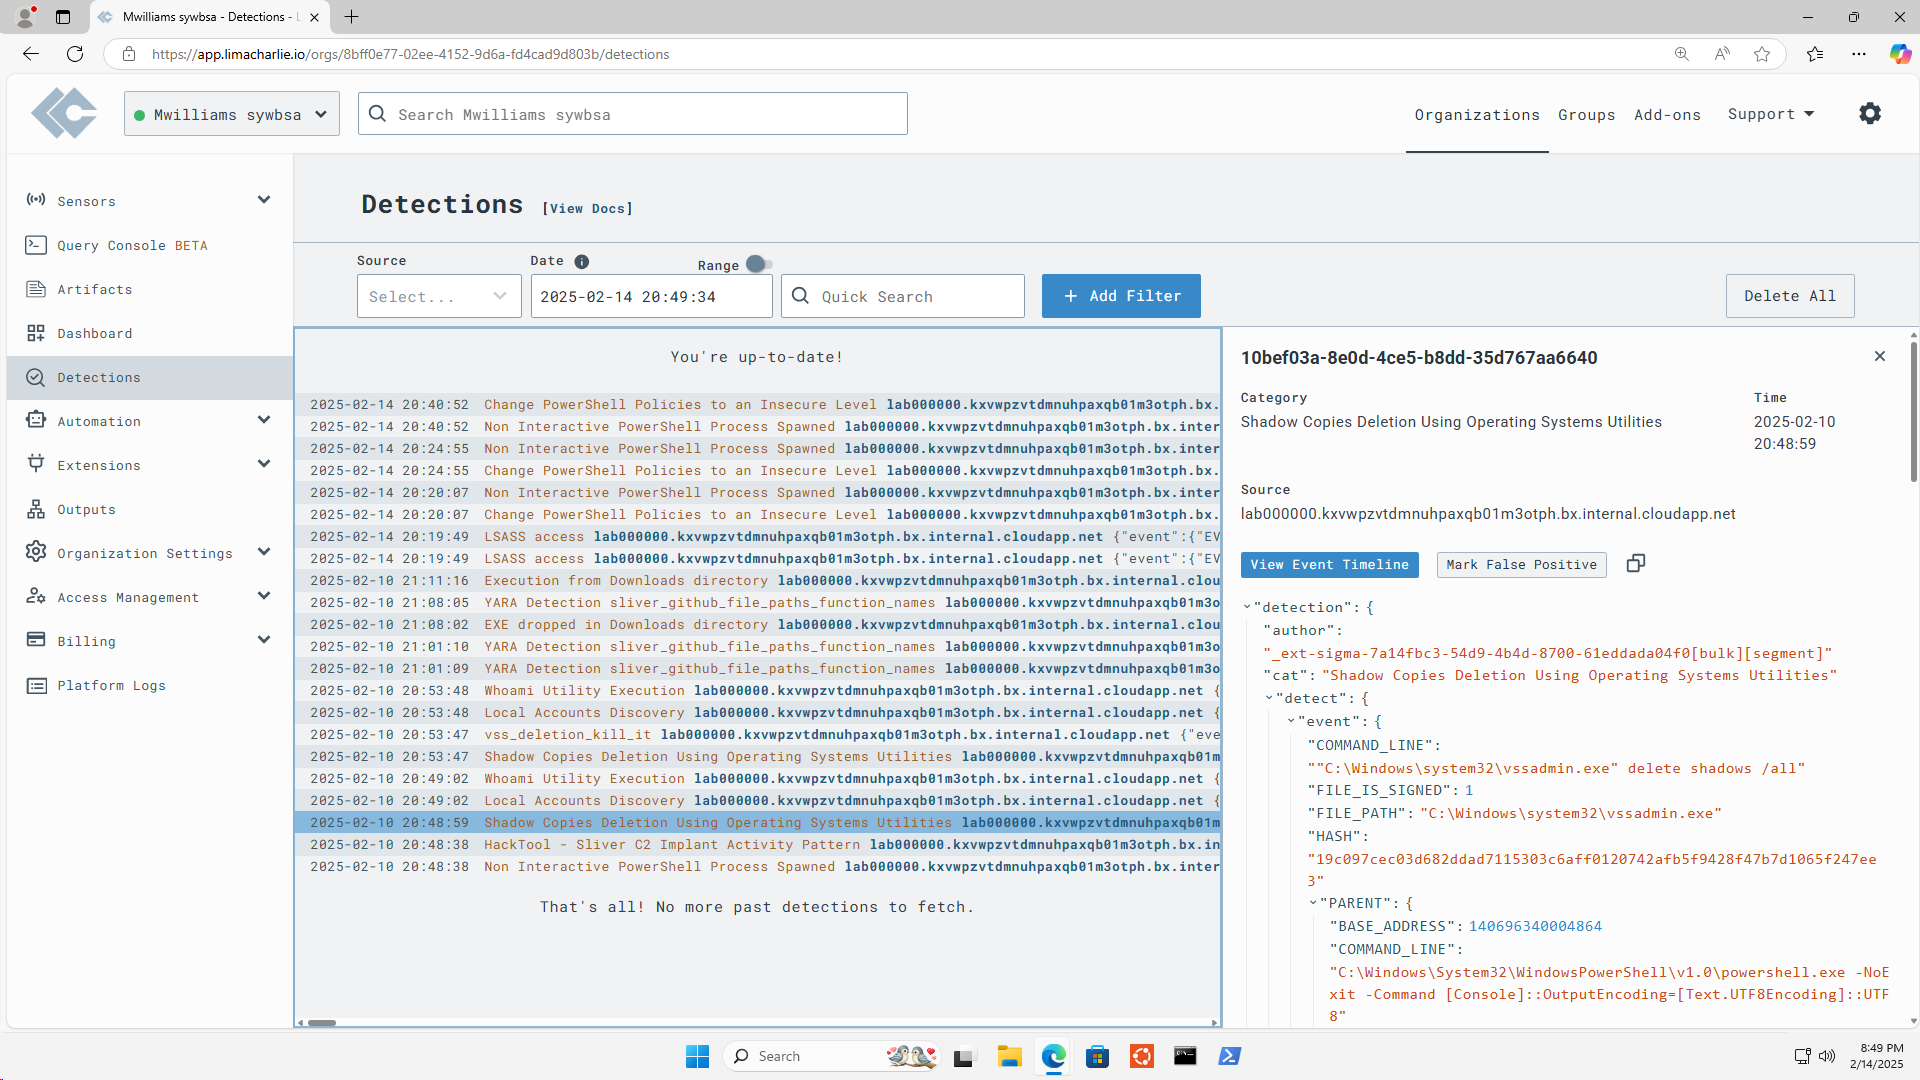 Mwilliams sywbsa - Detections - L
https://app.limacharlie.io/orgs/8bff0e77-02ee-4152-9d6a-fd4cad9d803b/detections
Mwilliams sywbsa
Search Mwilliams sywbsa
Organizations
Groups
Add-ons
Support
Sensors
Query Console BETA
Artifacts
Dashboard
Detections
Automation
Extensions
Outputs
Organization Settings
Access Management
Billing
Platform Logs
Detections [View Docs]
Source
Date
Range
Select...
2025-02-14 20:49:34
Quick Search
+ Add Filter
Delete All
You're up-to-date!
2025-02-14 20:40:52 Change PowerShell Policies to an Insecure Level lab000000.kxvwpzvtdmnuhpaxqb01m3otph.bx.
2025-02-14 20:40:52 Non Interactive PowerShell Process Spawned lab000000.kxvwpzvtdmnuhpaxqb01m3otph.bx.inter
2025-02-14 20:24:55 Non Interactive PowerShell Process Spawned lab000000.kxvwpzvtdmnuhpaxqb01m3otph.bx.inter
2025-02-14 20:24:55 Change PowerShell Policies to an Insecure Level lab000000.kxvwpzvtdmnuhpaxqb01m3otph.bx.
2025-02-14 20:20:07 Non Interactive PowerShell Process Spawned lab000000.kxvwpzvtdmnuhpaxqb01m3otph.bx.inter
2025-02-14 20:20:07 Change PowerShell Policies to an Insecure Level lab000000.kxvwpzvtdmnuhpaxqb01m3otph.bx.
2025-02-14 20:19:49 LSASS access lab000000.kxvwpzvtdmnuhpaxqb01m3otph.bx.internal.cloudapp.net {"event":{"EV
2025-02-14 20:19:49 LSASS access lab000000.kxvwpzvtdmnuhpaxqb01m3otph.bx.internal.cloudapp.net {"event":{"EV
2025-02-10 21:11:16 Execution from Downloads directory lab000000.kxvwpzvtdmnuhpaxqb01m3otph.bx.internal.clou
2025-02-10 21:08:05 YARA Detection sliver_github_file_paths_function_names lab000000.kxvwpzvtdmnuhpaxqb01m3o
2025-02-10 21:08:02 EXE dropped in Downloads directory lab000000.kxvwpzvtdmnuhpaxqb01m3otph.bx.internal.clou
2025-02-10 21:01:10 YARA Detection sliver_github_file_paths_function_names lab000000.kxvwpzvtdmnuhpaxqb01m3o
2025-02-10 21:01:09 YARA Detection sliver_github_file_paths_function_names lab000000.kxvwpzvtdmnuhpaxqb01m3o
2025-02-10 20:53:48 Whoami Utility Execution lab000000.kxvwpzvtdmnuhpaxqb01m3otph.bx.internal.cloudapp.net {
2025-02-10 20:53:48 Local Accounts Discovery lab000000.kxvwpzvtdmnuhpaxqb01m3otph.bx.internal.cloudapp.net {
2025-02-10 20:53:47 vss_deletion_kill_it lab000000.kxvwpzvtdmnuhpaxqb01m3otph.bx.internal.cloudapp.net {"eve
2025-02-10 20:53:47 Shadow Copies Deletion Using Operating Systems Utilities lab000000.kxvwpzvtdmnuhpaxqb01m
2025-02-10 20:49:02 Whoami Utility Execution lab000000.kxvwpzvtdmnuhpaxqb01m3otph.bx.internal.cloudapp.net {
2025-02-10 20:49:02 Local Accounts Discovery lab000000.kxvwpzvtdmnuhpaxqb01m3otph.bx.internal.cloudapp.net {
2025-02-10 20:48:59 Shadow Copies Deletion Using Operating Systems Utilities lab000000.kxvwpzvtdmnuhpaxqb01m
2025-02-10 20:48:38 HackTool - Sliver C2 Implant Activity Pattern lab000000.kxvwpzvtdmnuhpaxqb01m3otph.bx.in
2025-02-10 20:48:38 Non Interactive PowerShell Process Spawned lab000000.kxvwpzvtdmnuhpaxqb01m3otph.bx.inter
That's all! No more past detections to fetch.
10bef03a-8e0d-4ce5-b8dd-35d767aa6640
Category
Shadow Copies Deletion Using Operating Systems Utilities
Time
2025-02-10
20:48:59
Source
lab000000.kxvwpzvtdmnuhpaxqb01m3otph.bx.internal.cloudapp.net
View Event Timeline
Mark False Positive
"detection": {
"author":
"_ext-sigma-7a14fbc3-54d9-4b4d-8700-61eddada04f0[bulk][segment]"
"cat": "Shadow Copies Deletion Using Operating Systems Utilities"
"detect": {
"event": {
"COMMAND_LINE":
""C:\Windows\system32\vssadmin.exe" delete shadows /all"
"FILE_IS_SIGNED": 1
"FILE_PATH": "C:\Windows\system32\vssadmin.exe"
"HASH":
"19c097cec03d682ddad7115303c6aff0120742afb5f9428f47b7d1065f247ee
3"
"PARENT": {
"BASE_ADDRESS": 140696340004864
"COMMAND_LINE":
"C:\Windows\System32\WindowsPowerShell\v1.0\powershell.exe -NoE
xit -Command [Console]::OutputEncoding=[Text.UTF8Encoding]::UTF
8"
Search
8:49 PM
2/14/2025